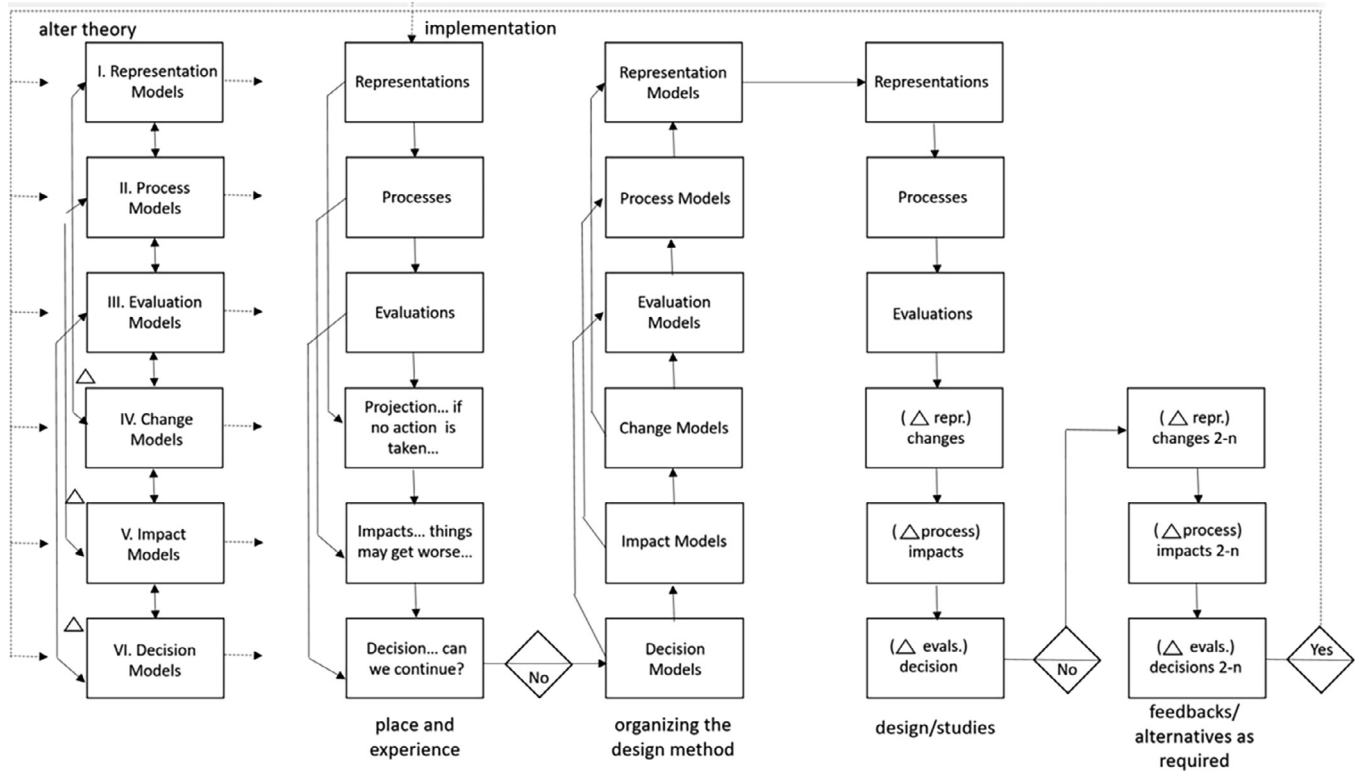 alter theory
implementation
I. Representation
Models
II. Process
Models
III. Evaluation
Models
IV. Change
Models
V. Impact
Models
VI. Decision
Models
Representations
Processes
Evaluations
Projection... if
no action is
taken...
Impacts... things
may get worse...
Decision... can
we continue?
place and
experience
No
Representation
Models
Process Models
Evaluation
Models
Change Models
Impact Models
Decision
Models
organizing the
design method
Representations
Processes
Evaluations
(△ repr.)
changes
(△process)
impacts
(△ evals.)
decision
design/studies
No
(△ repr.)
changes 2-n
(△process)
impacts 2-n
(△ evals.)
decisions 2-n
feedbacks/
alternatives as
required
Yes